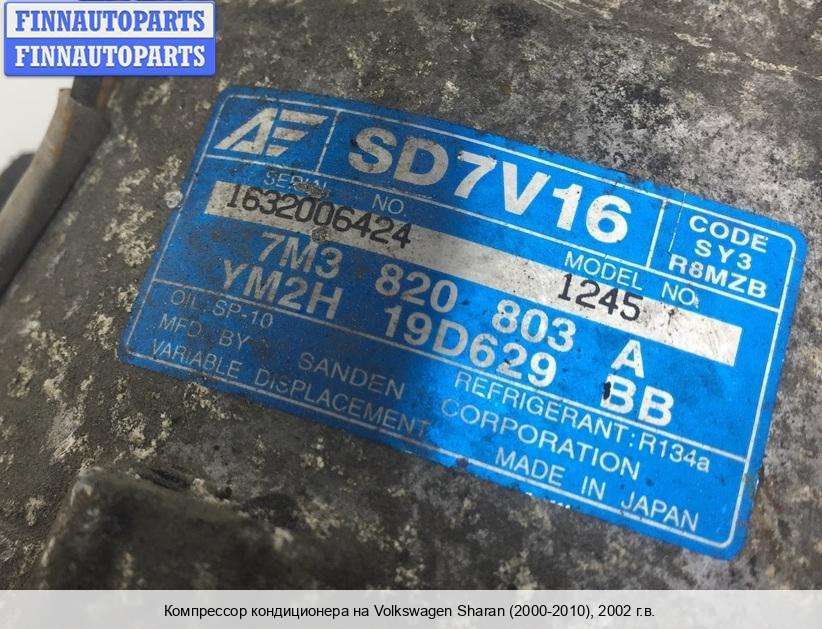 FINNAUTOPARTS
FINNAUTOPARTS
AE
SD7V16
CODE
SY3
R8MZB
SERIAL NO.
MODEL NO.
1632006424
1245
7M3 820 803 A
YM2H 19D629 BB
OIL: SP-10
REFRIGERANT: R134a
MFD. BY SANDEN CORPORATION
VARIABLE DISPLACEMENT
MADE IN JAPAN
Компрессор кондиционера на Volkswagen Sharan (2000-2010), 2002 г.в.